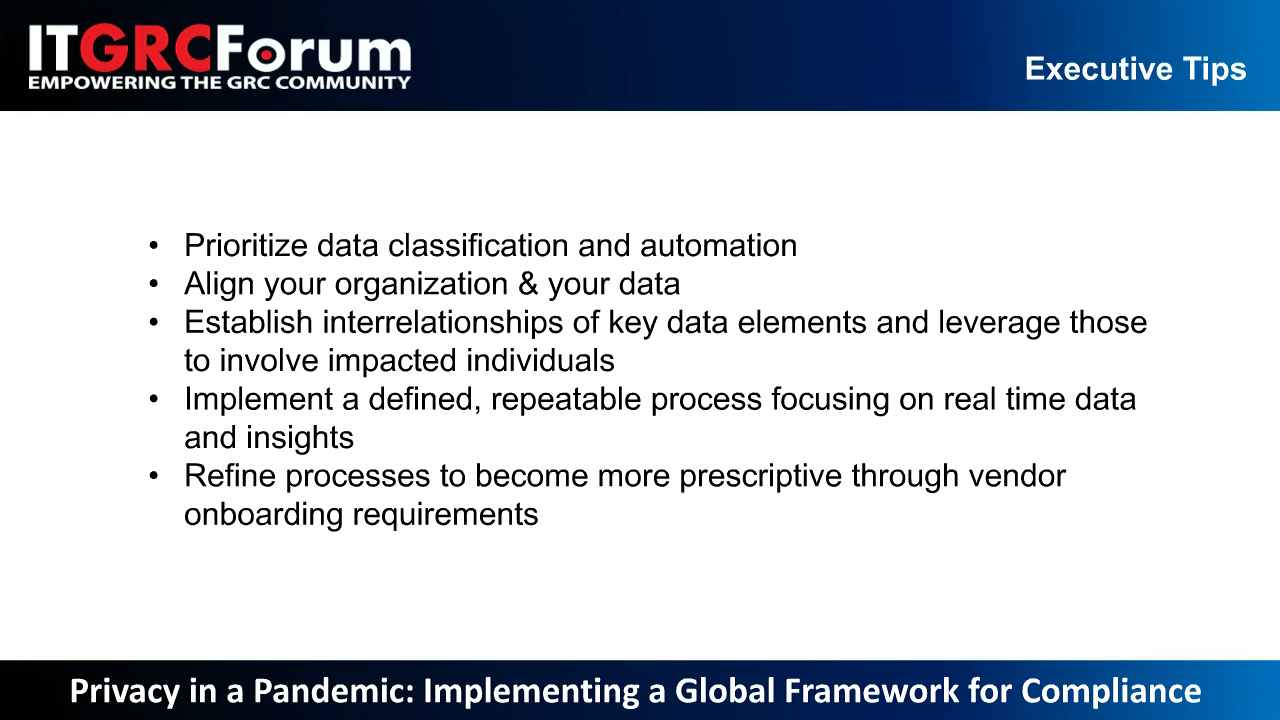 ITGRCForum
EMPOWERING THE GRC COMMUNITY
Executive Tips
• Prioritize data classification and automation
• Align your organization & your data
• Establish interrelationships of key data elements and leverage those
to involve impacted individuals
• Implement a defined, repeatable process focusing on real time data
and insights
• Refine processes to become more prescriptive through vendor
onboarding requirements
Privacy in a Pandemic: Implementing a Global Framework for Compliance